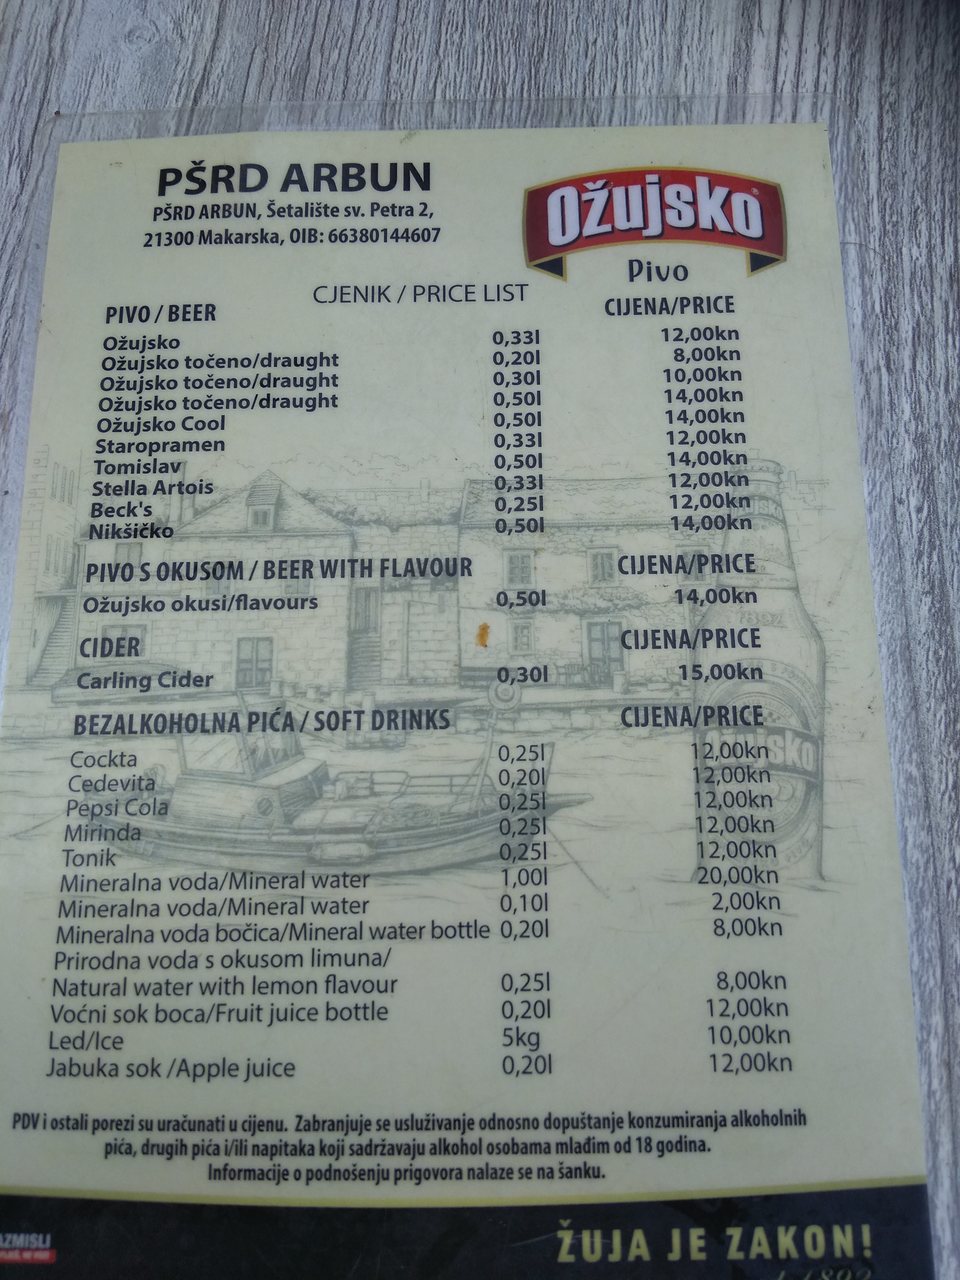 PŠRD ARBUN
PŠRD ARBUN, Šetalište sv. Petra 2,
21300 Makarska, OIB: 66380144607
Ožujsko
Pivo
CJENIK / PRICE LIST
PIVO / BEER CIJENA/PRICE
Ožujsko 0,33l 12,00kn
Ožujsko točeno/draught 0,20l 8,00kn
Ožujsko točeno/draught 0,30l 10,00kn
Ožujsko točeno/draught 0,50l 14,00kn
Ožujsko Cool 0,50l 14,00kn
Staropramen 0,33l 12,00kn
Tomislav 0,50l 14,00kn
Stella Artois 0,33l 12,00kn
Beck's 0,25l 12,00kn
Nikšičko 0,50l 14,00kn
PIVO S OKUSOM / BEER WITH FLAVOUR CIJENA/PRICE
Ožujsko okusi/flavours 0,50l 14,00kn
CIDER CIJENA/PRICE
Carling Cider 0,30l 15,00kn
BEZALKOHOLNA PIĆA / SOFT DRINKS CIJENA/PRICE
Cockta 0,25l 12,00kn
Cedevita 0,20l 12,00kn
Pepsi Cola 0,25l 12,00kn
Mirinda 0,25l 12,00kn
Tonik 0,25l 12,00kn
Mineralna voda/Mineral water 1,00l 20,00kn
Mineralna voda/Mineral water 0,10l 2,00kn
Mineralna voda bočica/Mineral water bottle 0,20l 8,00kn
Prirodna voda s okusom limuna/
Natural water with lemon flavour 0,25l 8,00kn
Voćni sok boca/Fruit juice bottle 0,20l 12,00kn
Led/Ice 5kg 10,00kn
Jabuka sok /Apple juice 0,20l 12,00kn
PDV i ostali porezi su uračunati u cijenu. Zabranjuje se usluživanje odnosno dopuštanje konzumiranja alkoholnih
pića, drugih pića i/ili napitaka koji sadržavaju alkohol osobama mlađim od 18 godina.
Informacije o podnošenju prigovora nalaze se na šanku.
ŽUJA JE ZAKON!